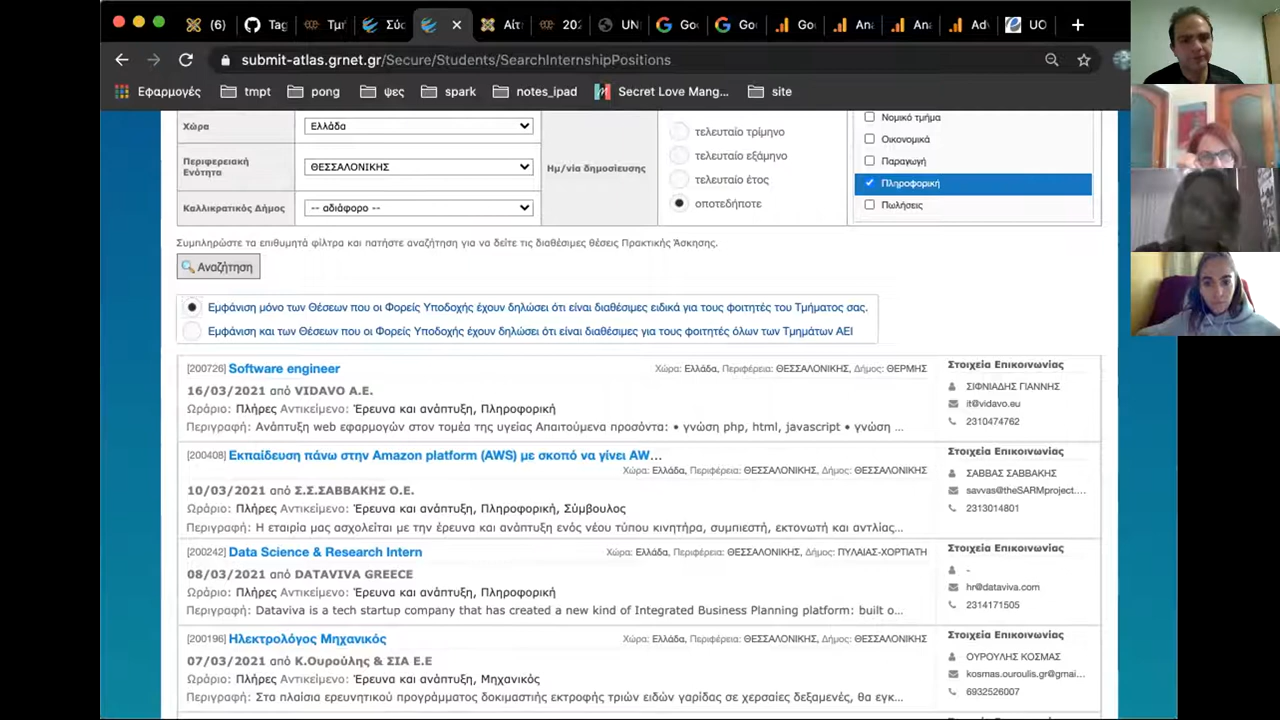 (6)
Tag
Τμή
Σύσ
Αίτ
202
UN
Goo
Goo
Goo
Ana
Ana
Adv
UO
submit-atlas.grnet.gr/Secure/Students/SearchInternshipPositions
Εφαρμογές tmpt pong ψες spark notes_ipad Secret Love Mang... site
Χώρα Ελλάδα
Περιφερειακή Ενότητα ΘΕΣΣΑΛΟΝΙΚΗΣ
Καλλικρατικός Δήμος -- αδιάφορο --
Ημ/νία δημοσίευσης
τελευταίο τρίμηνο
τελευταίο εξάμηνο
τελευταίο έτος
οποτεδήποτε
Νομικό τμήμα
Οικονομικά
Παραγωγή
Πληροφορική
Πωλήσεις
Συμπληρώστε τα επιθυμητά φίλτρα και πατήστε αναζήτηση για να δείτε τις διαθέσιμες θέσεις Πρακτικής Άσκησης.
Αναζήτηση
Εμφάνιση μόνο των Θέσεων που οι Φορείς Υποδοχής έχουν δηλώσει ότι είναι διαθέσιμες ειδικά για τους φοιτητές του Τμήματος σας.
Εμφάνιση και των Θέσεων που οι Φορείς Υποδοχής έχουν δηλώσει ότι είναι διαθέσιμες για τους φοιτητές όλων των Τμημάτων ΑΕΙ
[200726] Software engineer
Χώρα: Ελλάδα, Περιφέρεια: ΘΕΣΣΑΛΟΝΙΚΗΣ, Δήμος: ΘΕΡΜΗΣ
16/03/2021 από VIDAVO A.E.
Ωράριο: Πλήρες Αντικείμενο: Έρευνα και ανάπτυξη, Πληροφορική
Περιγραφή: Ανάπτυξη web εφαρμογών στον τομέα της υγείας Απαιτούμενα προσόντα: • γνώση php, html, javascript • γνώση ...
Στοιχεία Επικοινωνίας
ΣΙΦΝΙΑΔΗΣ ΓΙΑΝΝΗΣ
it@vidavo.eu
2310474762
[200408] Εκπαίδευση πάνω στην Amazon platform (AWS) με σκοπό να γίνει AW...
Χώρα: Ελλάδα, Περιφέρεια: ΘΕΣΣΑΛΟΝΙΚΗΣ, Δήμος: ΘΕΣΣΑΛΟΝΙΚΗΣ
10/03/2021 από Σ.Σ.ΣΑΒΒΑΚΗΣ Ο.Ε.
Ωράριο: Πλήρες Αντικείμενο: Έρευνα και ανάπτυξη, Πληροφορική, Σύμβουλος
Περιγραφή: Η εταιρία μας ασχολείται με την έρευνα και ανάπτυξη ενός νέου τύπου κινητήρα, συμπιεστή, εκτονωτή και αντλίας...
Στοιχεία Επικοινωνίας
ΣΑΒΒΑΣ ΣΑΒΒΑΚΗΣ
savvas@theSARMproject....
2313014801
[200242] Data Science & Research Intern
Χώρα: Ελλάδα, Περιφέρεια: ΘΕΣΣΑΛΟΝΙΚΗΣ, Δήμος: ΠΥΛΑΙΑΣ-ΧΟΡΤΙΑΤΗ
08/03/2021 από DATAVIVA GREECE
Ωράριο: Πλήρες Αντικείμενο: Έρευνα και ανάπτυξη, Πληροφορική
Περιγραφή: Dataviva is a tech startup company that has created a new kind of Integrated Business Planning platform: built o...
Στοιχεία Επικοινωνίας
-
hr@dataviva.com
2314171505
[200196] Ηλεκτρολόγος Μηχανικός
Χώρα: Ελλάδα, Περιφέρεια: ΘΕΣΣΑΛΟΝΙΚΗΣ, Δήμος: ΘΕΣΣΑΛΟΝΙΚΗΣ
07/03/2021 από Κ.Ουρούλης & ΣΙΑ Ε.Ε
Ωράριο: Πλήρες Αντικείμενο: Έρευνα και ανάπτυξη, Μηχανικός
Περιγραφή: Στα πλαίσια ερευνητικού προγράμματος δοκιμαστιής εκτροφής τριών ειδών γαρίδας σε χερσαίες δεξαμενές, θα εγκ...
Στοιχεία Επικοινωνίας
ΟΥΡΟΥΛΗΣ ΚΟΣΜΑΣ
kosmas.ouroulis.gr@gmai...
6932526007